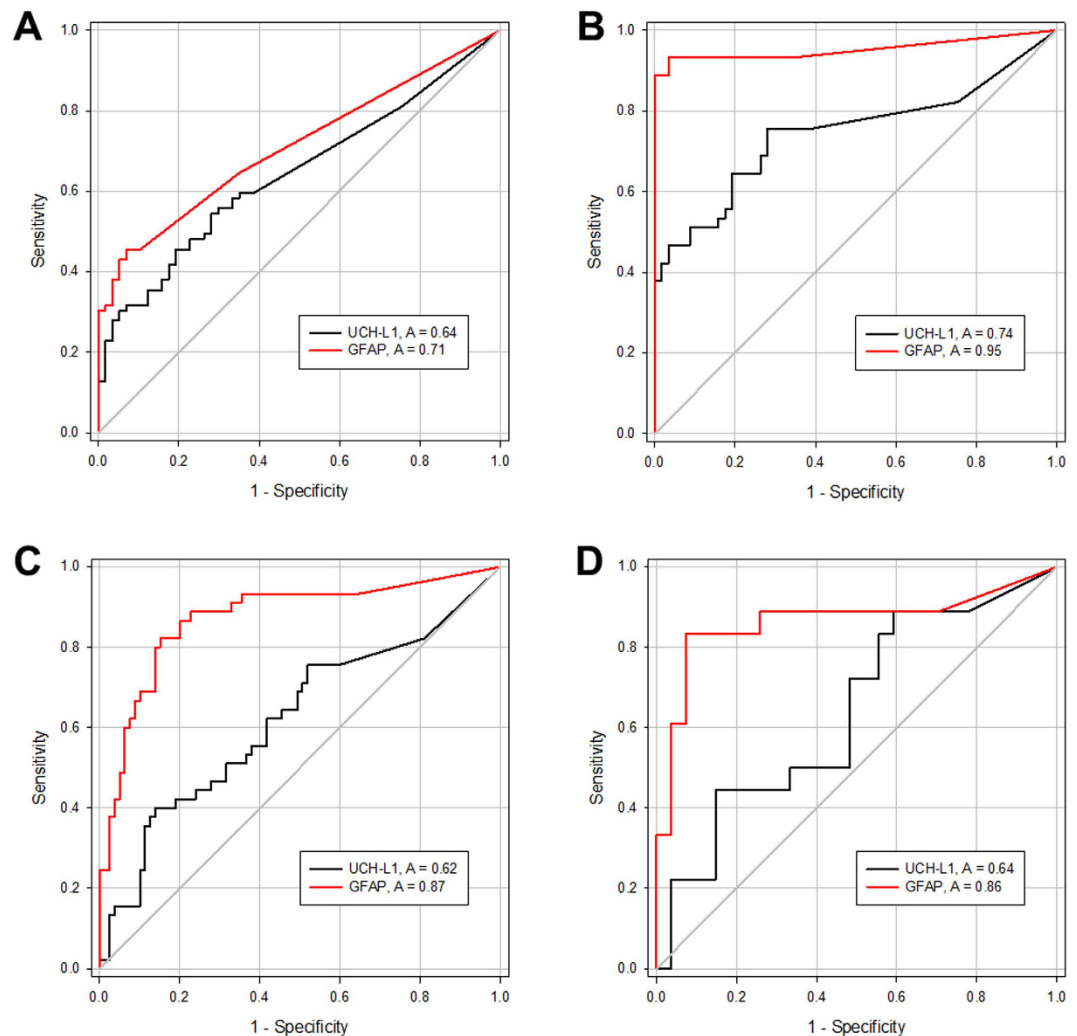 A
1.0
0.8
0.6
0.4
0.2
0.0
Sensitivity
UCH-L1, A = 0.64
GFAP, A = 0.71
0.0 0.2 0.4 0.6 0.8 1.0
1 - Specificity
B
1.0
0.8
0.6
0.4
0.2
0.0
Sensitivity
UCH-L1, A = 0.74
GFAP, A = 0.95
0.0 0.2 0.4 0.6 0.8 1.0
1 - Specificity
C
1.0
0.8
0.6
0.4
0.2
0.0
Sensitivity
UCH-L1, A = 0.62
GFAP, A = 0.87
0.0 0.2 0.4 0.6 0.8 1.0
1 - Specificity
D
1.0
0.8
0.6
0.4
0.2
0.0
Sensitivity
UCH-L1, A = 0.64
GFAP, A = 0.86
0.0 0.2 0.4 0.6 0.8 1.0
1 - Specificity